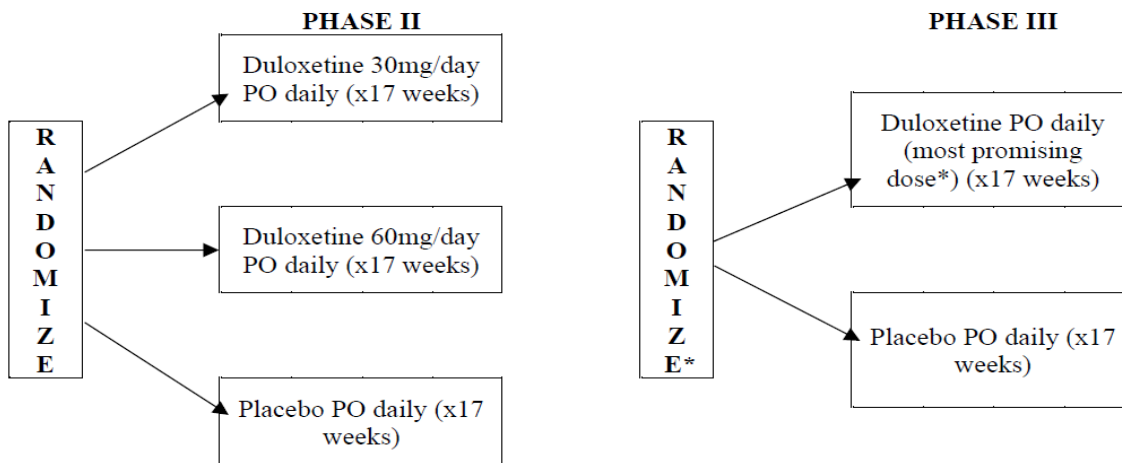 PHASE II
Duloxetine 30mg/day
PO daily (x17 weeks)
R
A
N
D
O
M
I
Z
E
Duloxetine 60mg/day
PO daily (x17 weeks)
Placebo PO daily (x17
weeks)
PHASE III
R
A
N
D
O
M
I
Z
E*
Duloxetine PO daily
(most promising
dose*) (x17 weeks)
Placebo PO daily (x17
weeks)